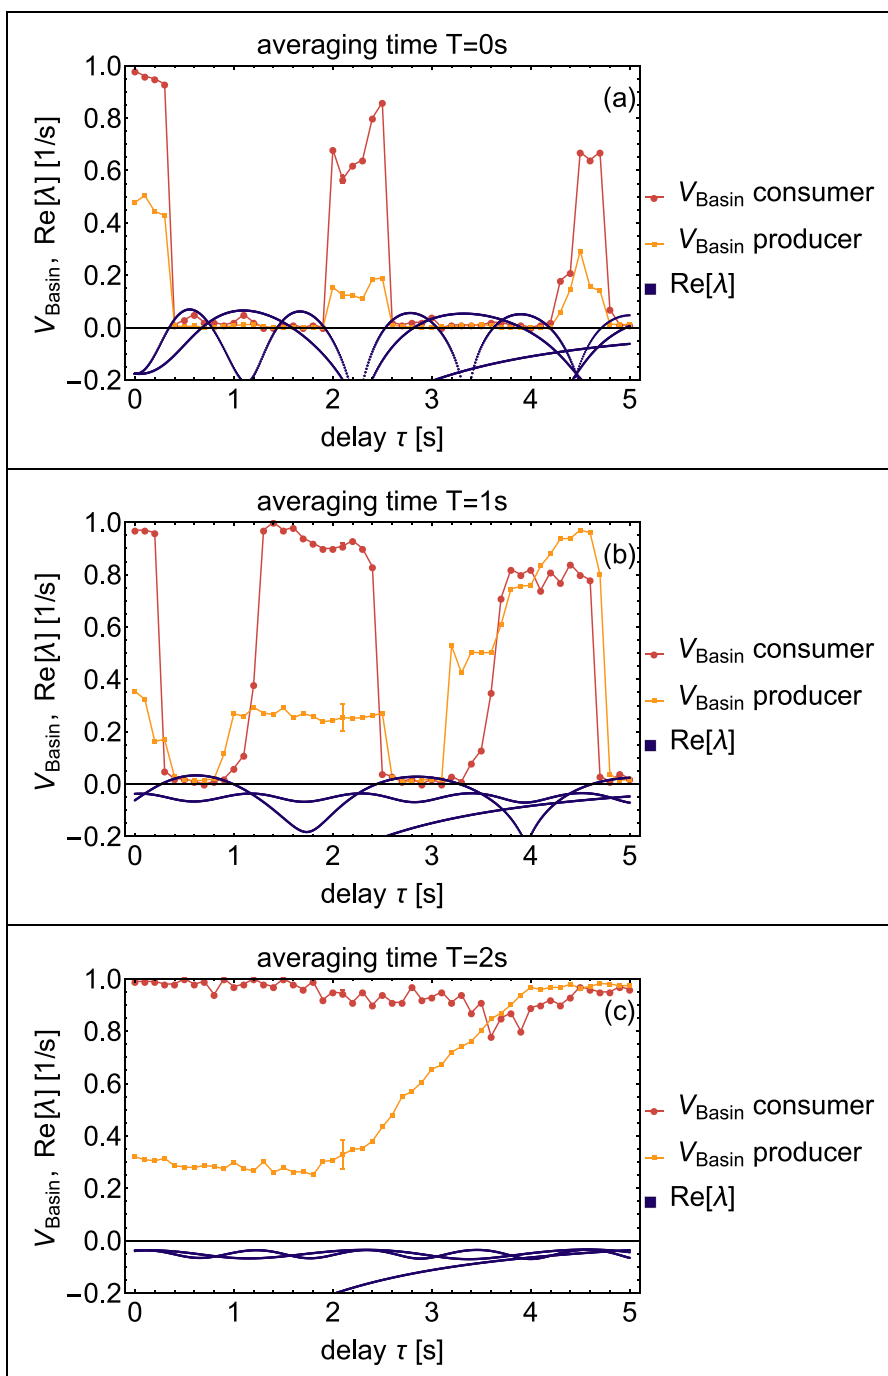 averaging time T=0s
(a)
1.0
0.8
0.6
0.4
0.2
0.0
−0.2
V_Basin, Re[λ] [1/s]
0 1 2 3 4 5
delay τ [s]
V_Basin consumer
V_Basin producer
Re[λ]
averaging time T=1s
(b)
1.0
0.8
0.6
0.4
0.2
0.0
−0.2
V_Basin, Re[λ] [1/s]
0 1 2 3 4 5
delay τ [s]
V_Basin consumer
V_Basin producer
Re[λ]
averaging time T=2s
(c)
1.0
0.8
0.6
0.4
0.2
0.0
−0.2
V_Basin, Re[λ] [1/s]
0 1 2 3 4 5
delay τ [s]
V_Basin consumer
V_Basin producer
Re[λ]